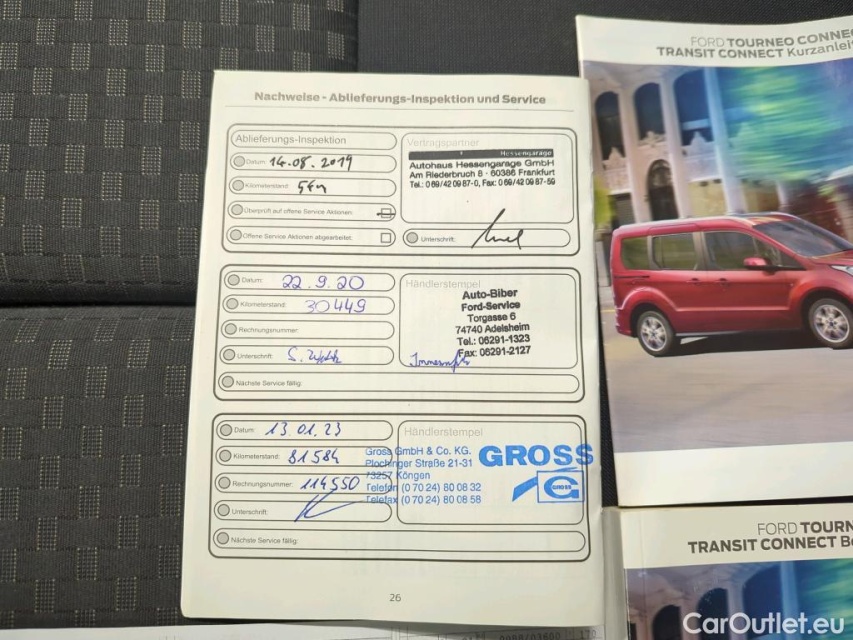 Nachweise - Ablieferungs-Inspektion und Service
Ablieferungs-Inspektion
Datum: 14.08.2019
Kilometerstand:
Überprüft auf offene Service Aktionen:
Offene Service Aktionen abgearbeitet:
Vertragspartner
Hessengarage
Autohaus Hessengarage GmbH
Am Riederbruch 8 - 60386 Frankfurt
Tel.: 0 69/42 09 87-0, Fax: 0 69/42 09 87-59
Unterschrift:
Datum: 22.9.20
Kilometerstand: 30449
Rechnungsnummer:
Unterschrift:
Nächste Service fällig:
Händlerstempel
Auto-Biber
Ford-Service
Torgasse 6
74740 Adelsheim
Tel.: 06291-1323
Fax: 06291-2127
Datum: 13.01.23
Kilometerstand: 81584
Rechnungsnummer: 114550
Unterschrift:
Nächste Service fällig:
Händlerstempel
Gross GmbH & Co. KG.
Plochinger Straße 21-31
73257 Köngen
Telefon (0 70 24) 80 08 32
Telefax (0 70 24) 80 08 58
GROSS
GROSS
26
FORD TOURNEO CONNE
TRANSIT CONNECT Kurzanleit
FORD TOURN
TRANSIT CONNECT Be
CarOutlet.eu